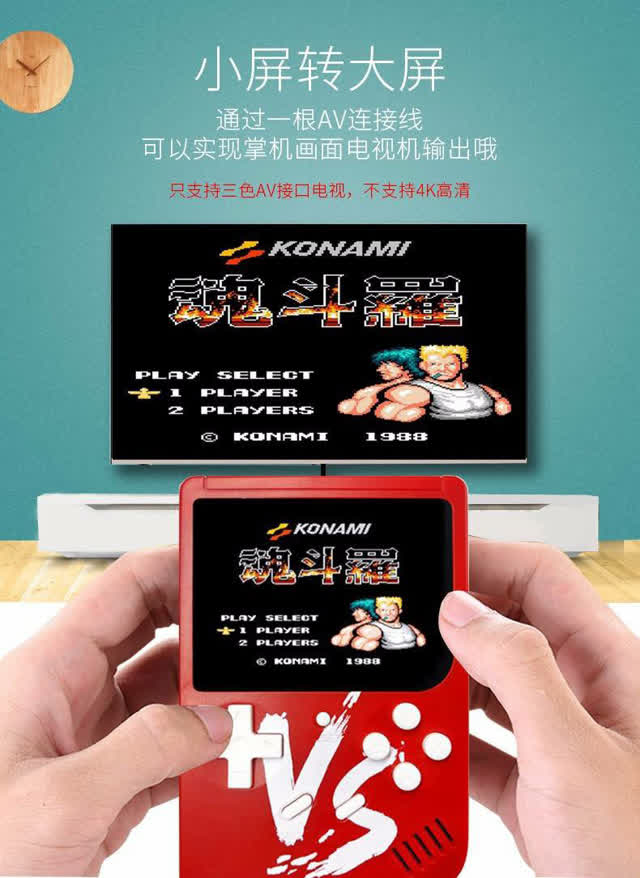 小屏转大屏
通过一根AV连接线
可以实现掌机画面电视机输出哦
只支持三色AV接口电视，不支持4K高清
KONAMI
魂斗羅
PLAY SELECT
1 PLAYER
2 PLAYERS
© KONAMI 1988
KONAMI
魂斗羅
PLAY SELECT
1 PLAYER
2 PLAYERS
© KONAMI 1988
VS